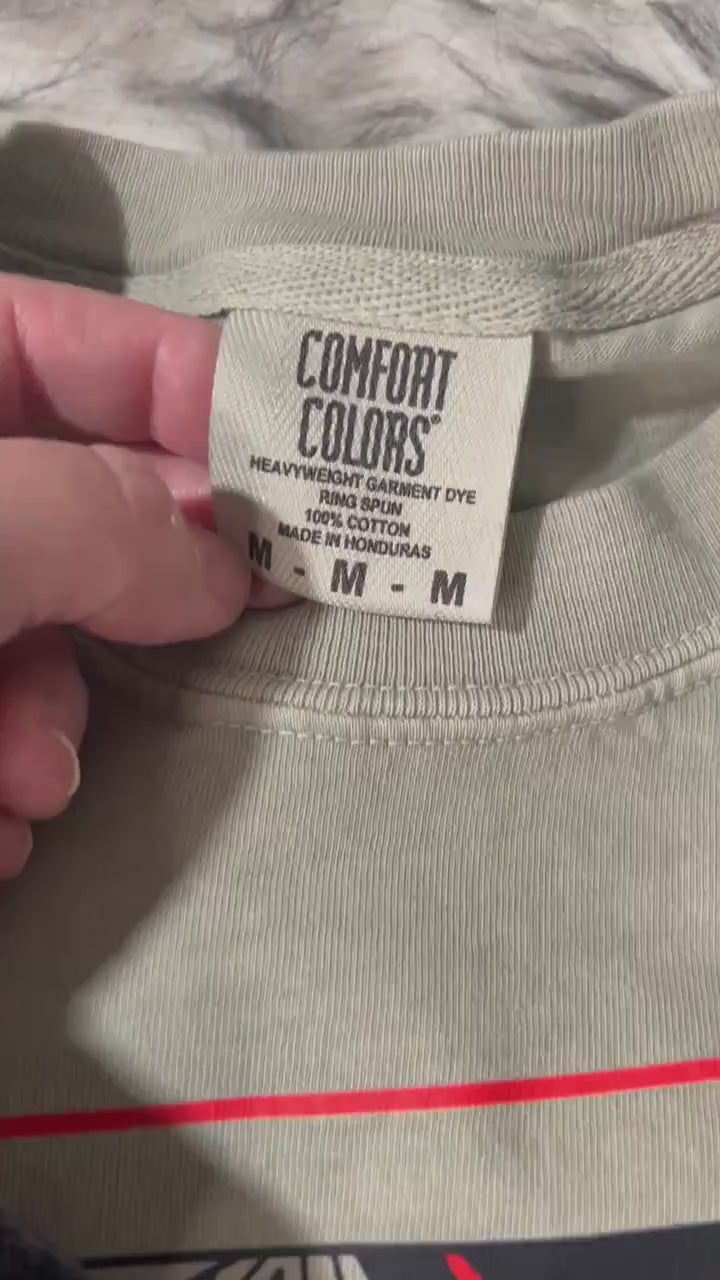 COMFORT
COLORS®
HEAVYWEIGHT GARMENT DYE
RING SPUN
100% COTTON
MADE IN HONDURAS
M - M - M